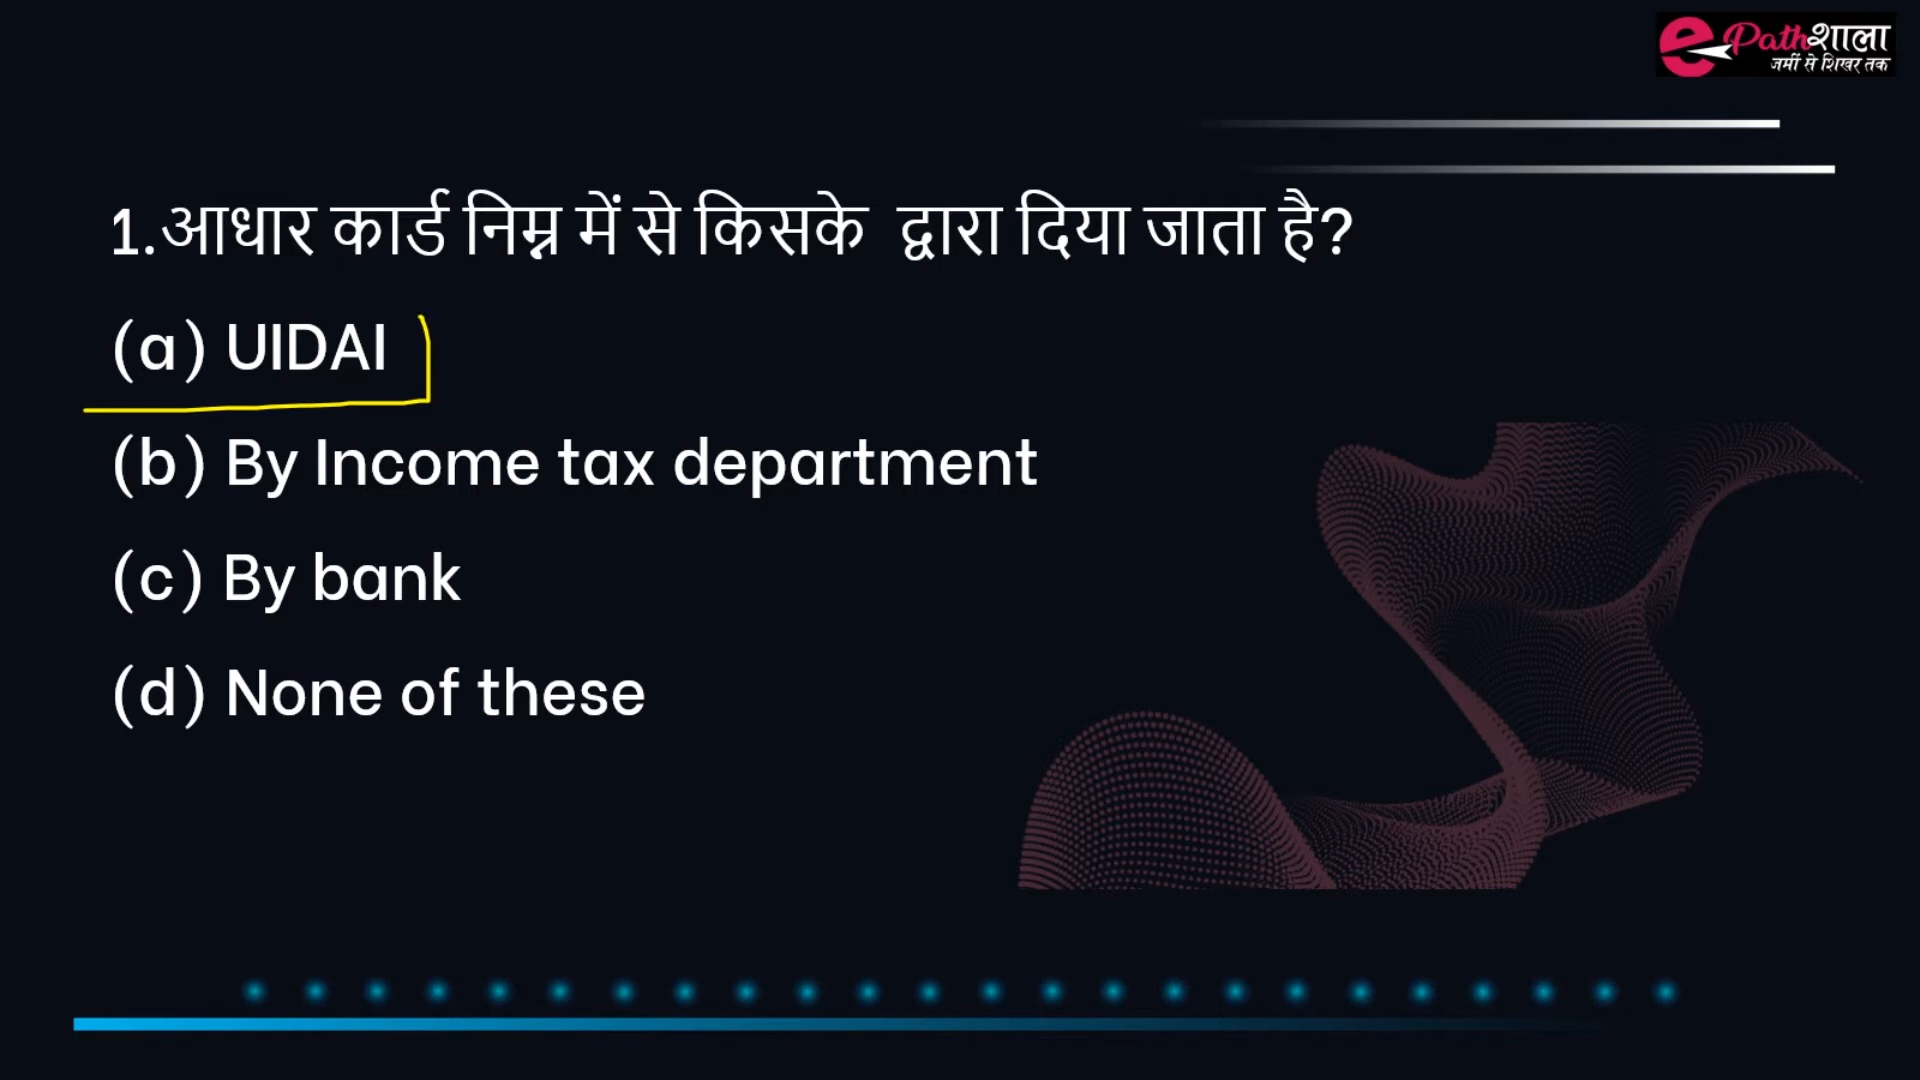 ePathशाला
जमीं से शिखर तक
1.आधार कार्ड निम्न में से किसके द्वारा दिया जाता है?
(a) UIDAI
(b) By Income tax department
(c) By bank
(d) None of these